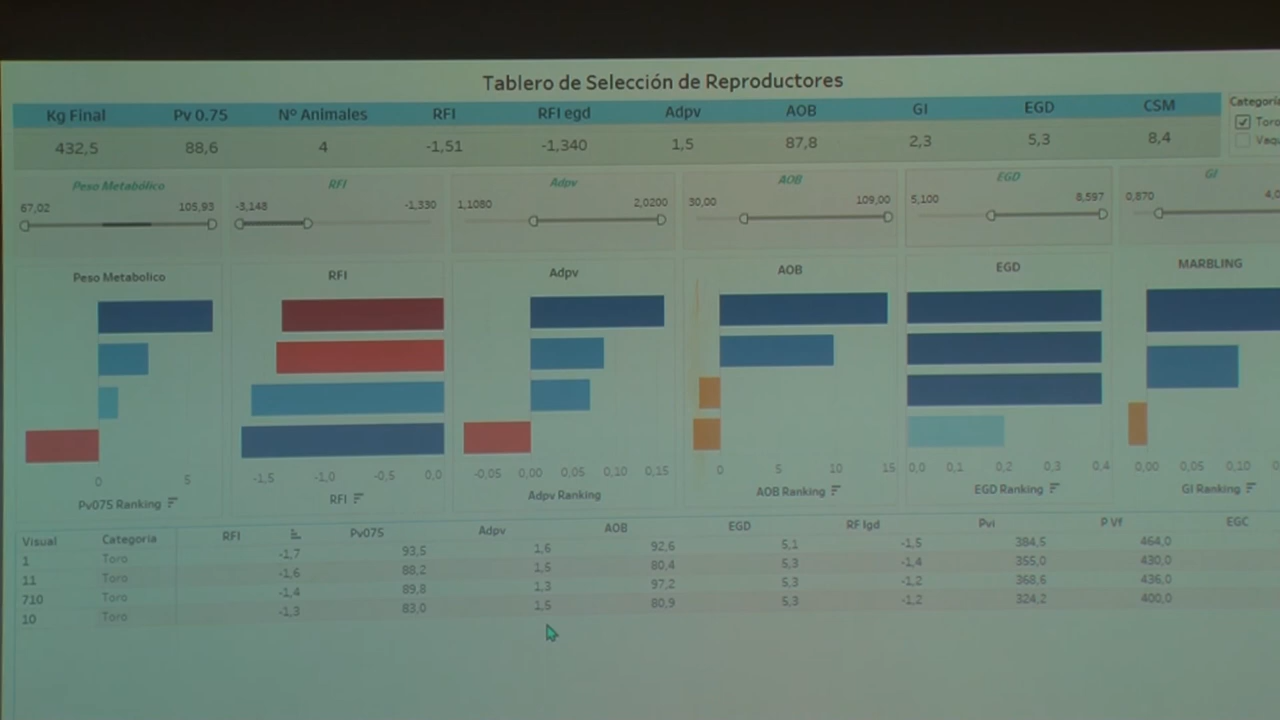 Tablero de Selección de Reproductores
Kg Final Pv 0.75 Nº Animales RFI RFI egd Adpv AOB GI EGD CSM
432,5 88,6 4 -1,51 -1,340 1,5 87,8 2,3 5,3 8,4
Categoría
Toro
Vaqu
Peso Metabólico RFI Adpv AOB EGD GI
67,02 105,93 -3,148 -1,330 1,1080 2,0200 30,00 109,00 5,100 8,597 0,870 4,0
Peso Metabolico RFI Adpv AOB EGD MARBLING
0 5 -1,5 -1,0 -0,5 0,0 -0,05 0,00 0,05 0,10 0,15 0 5 10 15 0,0 0,1 0,2 0,3 0,4 0,00 0,05 0,10
Pv075 Ranking RFI Adpv Ranking AOB Ranking EGD Ranking GI Ranking
Visual Categoría RFI Pv075 Adpv AOB EGD RF Igd Pvi P Vf EGC
1 Toro -1,7 93,5 1,6 92,6 5,1 -1,5 384,5 464,0
11 Toro -1,6 88,2 1,5 80,4 5,3 -1,4 355,0 430,0
710 Toro -1,4 89,8 1,3 97,2 5,3 -1,2 368,6 436,0
10 Toro -1,3 83,0 1,5 80,9 5,3 -1,2 324,2 400,0